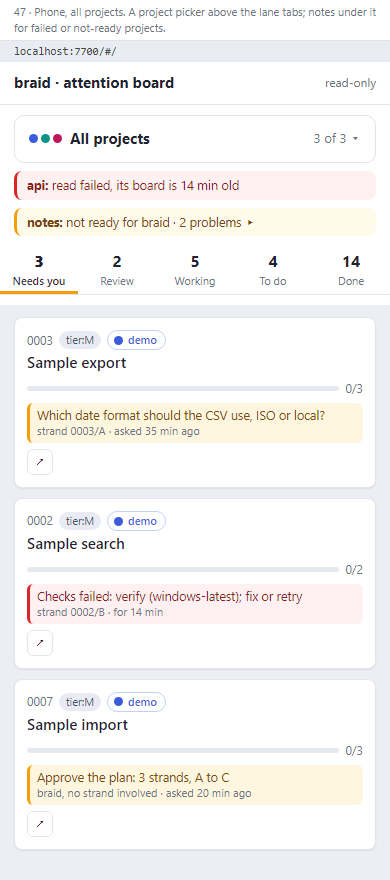 47 · Phone, all projects. A project picker above the lane tabs; notes under it
for failed or not-ready projects.
localhost:7700/#/
braid · attention board
read-only
All projects
3 of 3 ▾
api: read failed, its board is 14 min old
notes: not ready for braid · 2 problems ▸
3 2 5 4 14
Needs you Review Working To do Done
0003 tier:M demo
Sample export
0/3
Which date format should the CSV use, ISO or local?
strand 0003/A · asked 35 min ago
↗
0002 tier:M demo
Sample search
0/2
Checks failed: verify (windows-latest); fix or retry
strand 0002/B · for 14 min
↗
0007 tier:M demo
Sample import
0/3
Approve the plan: 3 strands, A to C
braid, no strand involved · asked 20 min ago
↗